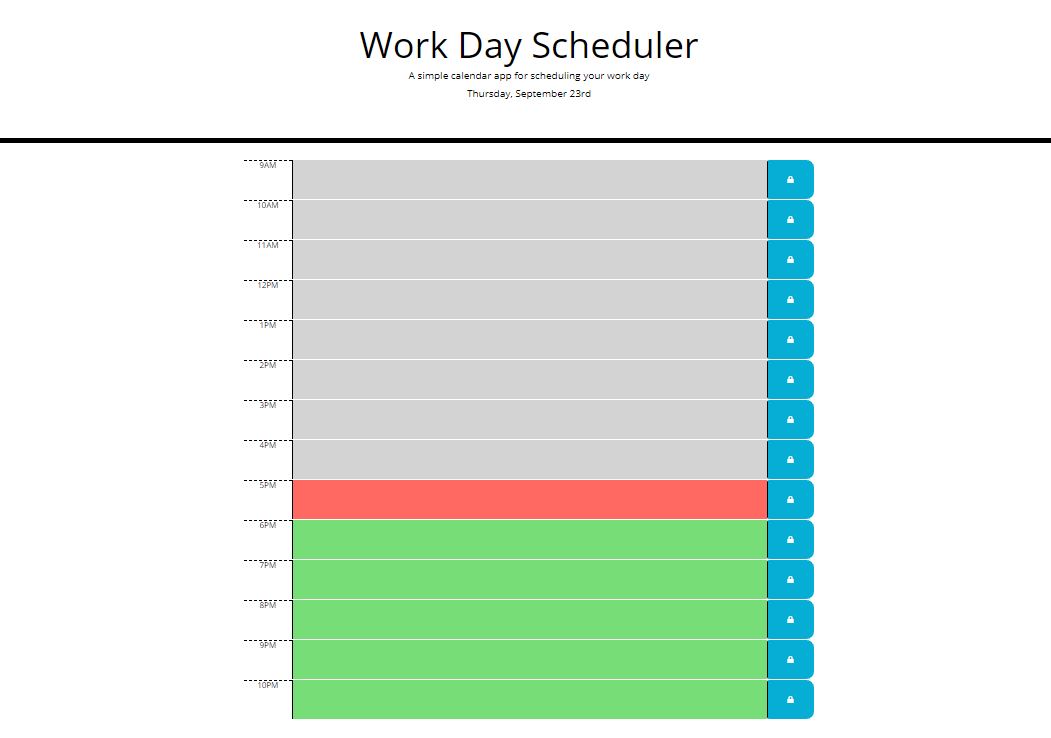 Work Day Scheduler
A simple calendar app for scheduling your work day
Thursday, September 23rd
9AM
10AM
11AM
12PM
1PM
2PM
3PM
4PM
5PM
6PM
7PM
8PM
9PM
10PM